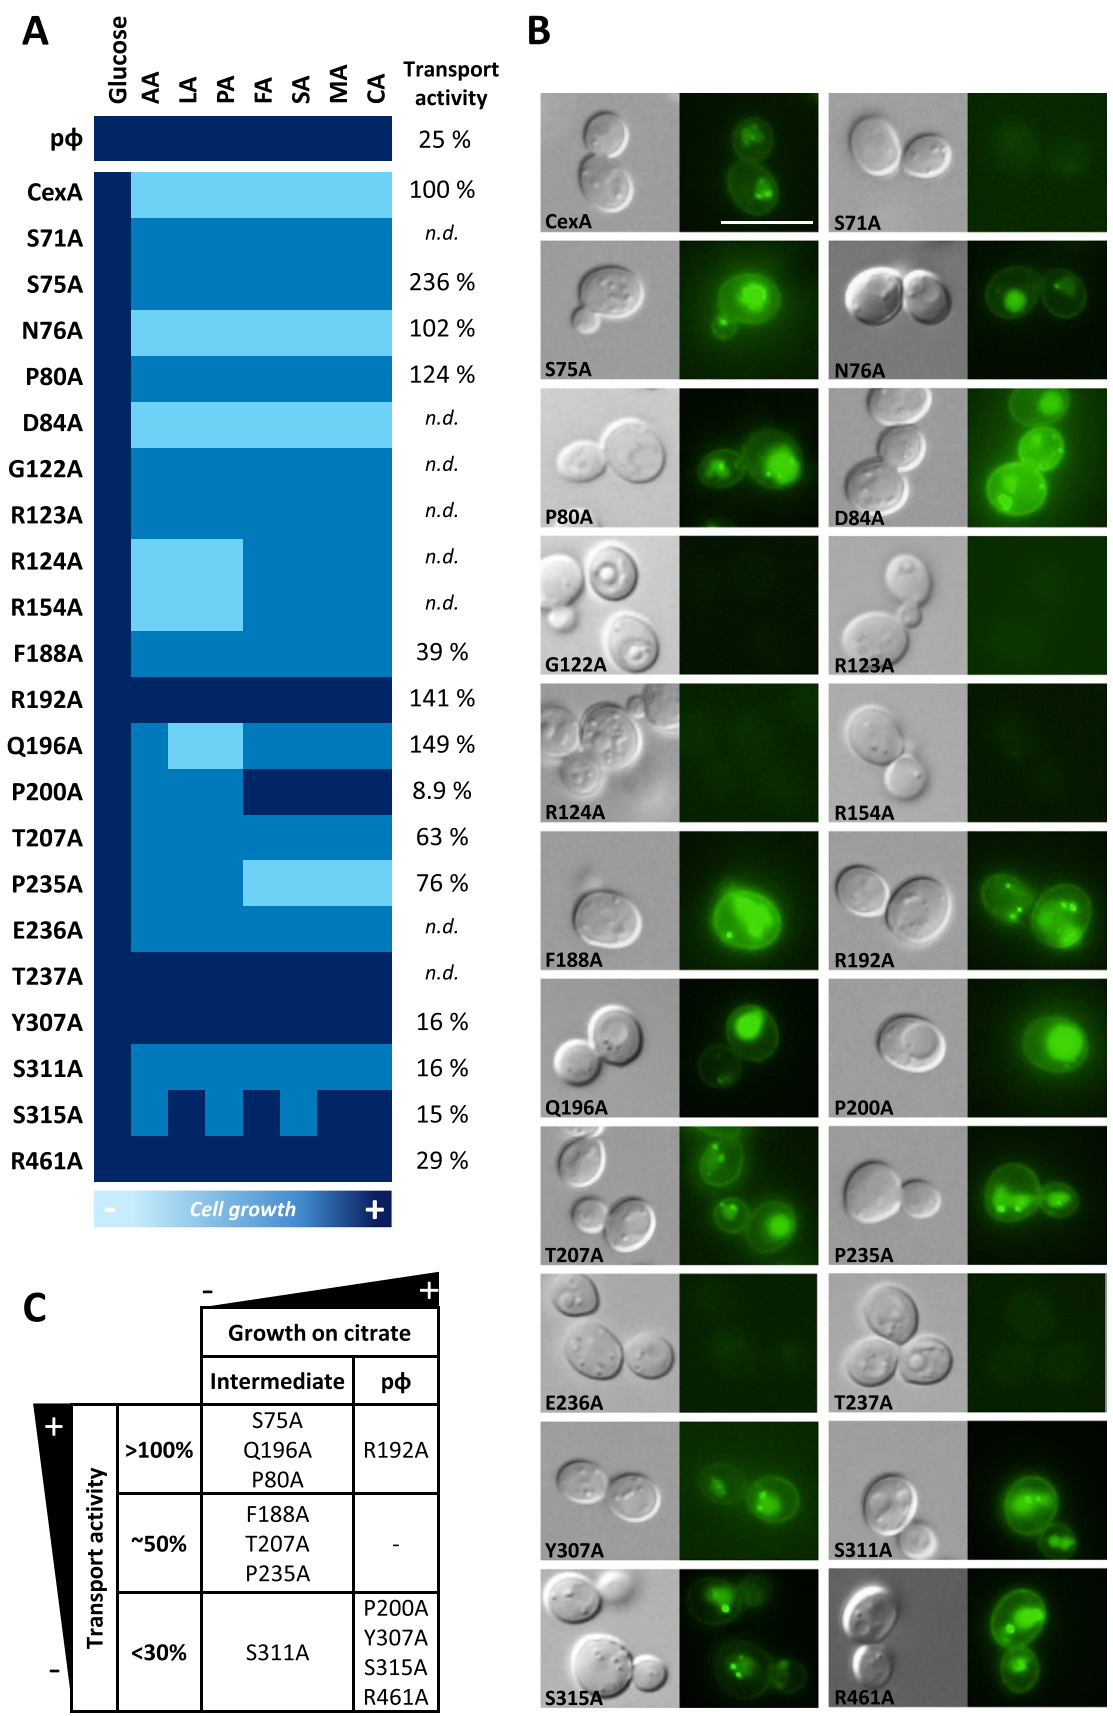 A
Glucose
AA
LA
PA
FA
SA
MA
CA
Transport
activity
pϕ 25 %
CexA 100 %
S71A n.d.
S75A 236 %
N76A 102 %
P80A 124 %
D84A n.d.
G122A n.d.
R123A n.d.
R124A n.d.
R154A n.d.
F188A 39 %
R192A 141 %
Q196A 149 %
P200A 8.9 %
T207A 63 %
P235A 76 %
E236A n.d.
T237A n.d.
Y307A 16 %
S311A 16 %
S315A 15 %
R461A 29 %
- Cell growth +
B
CexA
S71A
S75A
N76A
P80A
D84A
G122A
R123A
R124A
R154A
F188A
R192A
Q196A
P200A
T207A
P235A
E236A
T237A
Y307A
S311A
S315A
R461A
C
- +
Growth on citrate
Intermediate pϕ
+
-
Transport activity
>100%
S75A
Q196A
P80A
R192A
~50%
F188A
T207A
P235A
-
<30%
S311A
P200A
Y307A
S315A
R461A